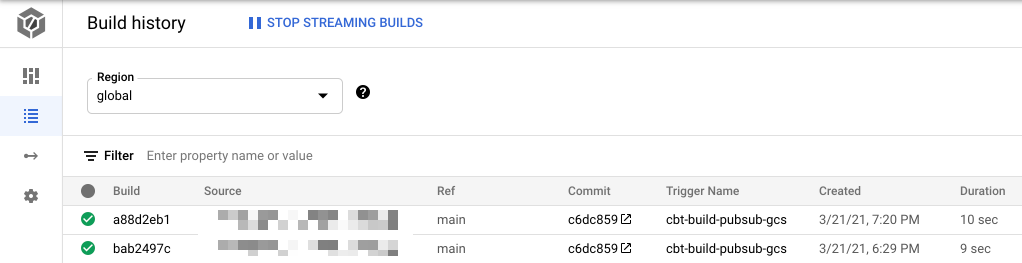 Build history STOP STREAMING BUILDS
Region
global
Filter Enter property name or value
Build Source Ref Commit Trigger Name Created Duration
a88d2eb1 main c6dc859 cbt-build-pubsub-gcs 3/21/21, 7:20 PM 10 sec
bab2497c main c6dc859 cbt-build-pubsub-gcs 3/21/21, 6:29 PM 9 sec